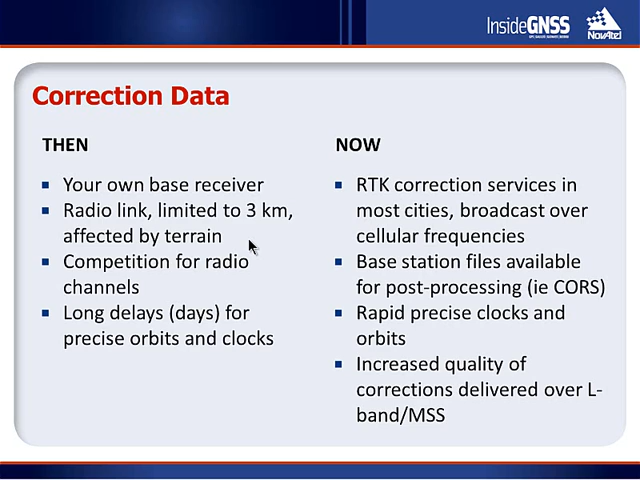 InsideGNSS
NovAtel
Correction Data
THEN
Your own base receiver
Radio link, limited to 3 km,
affected by terrain
Competition for radio
channels
Long delays (days) for
precise orbits and clocks
NOW
RTK correction services in
most cities, broadcast over
cellular frequencies
Base station files available
for post-processing (ie CORS)
Rapid precise clocks and
orbits
Increased quality of
corrections delivered over L-
band/MSS